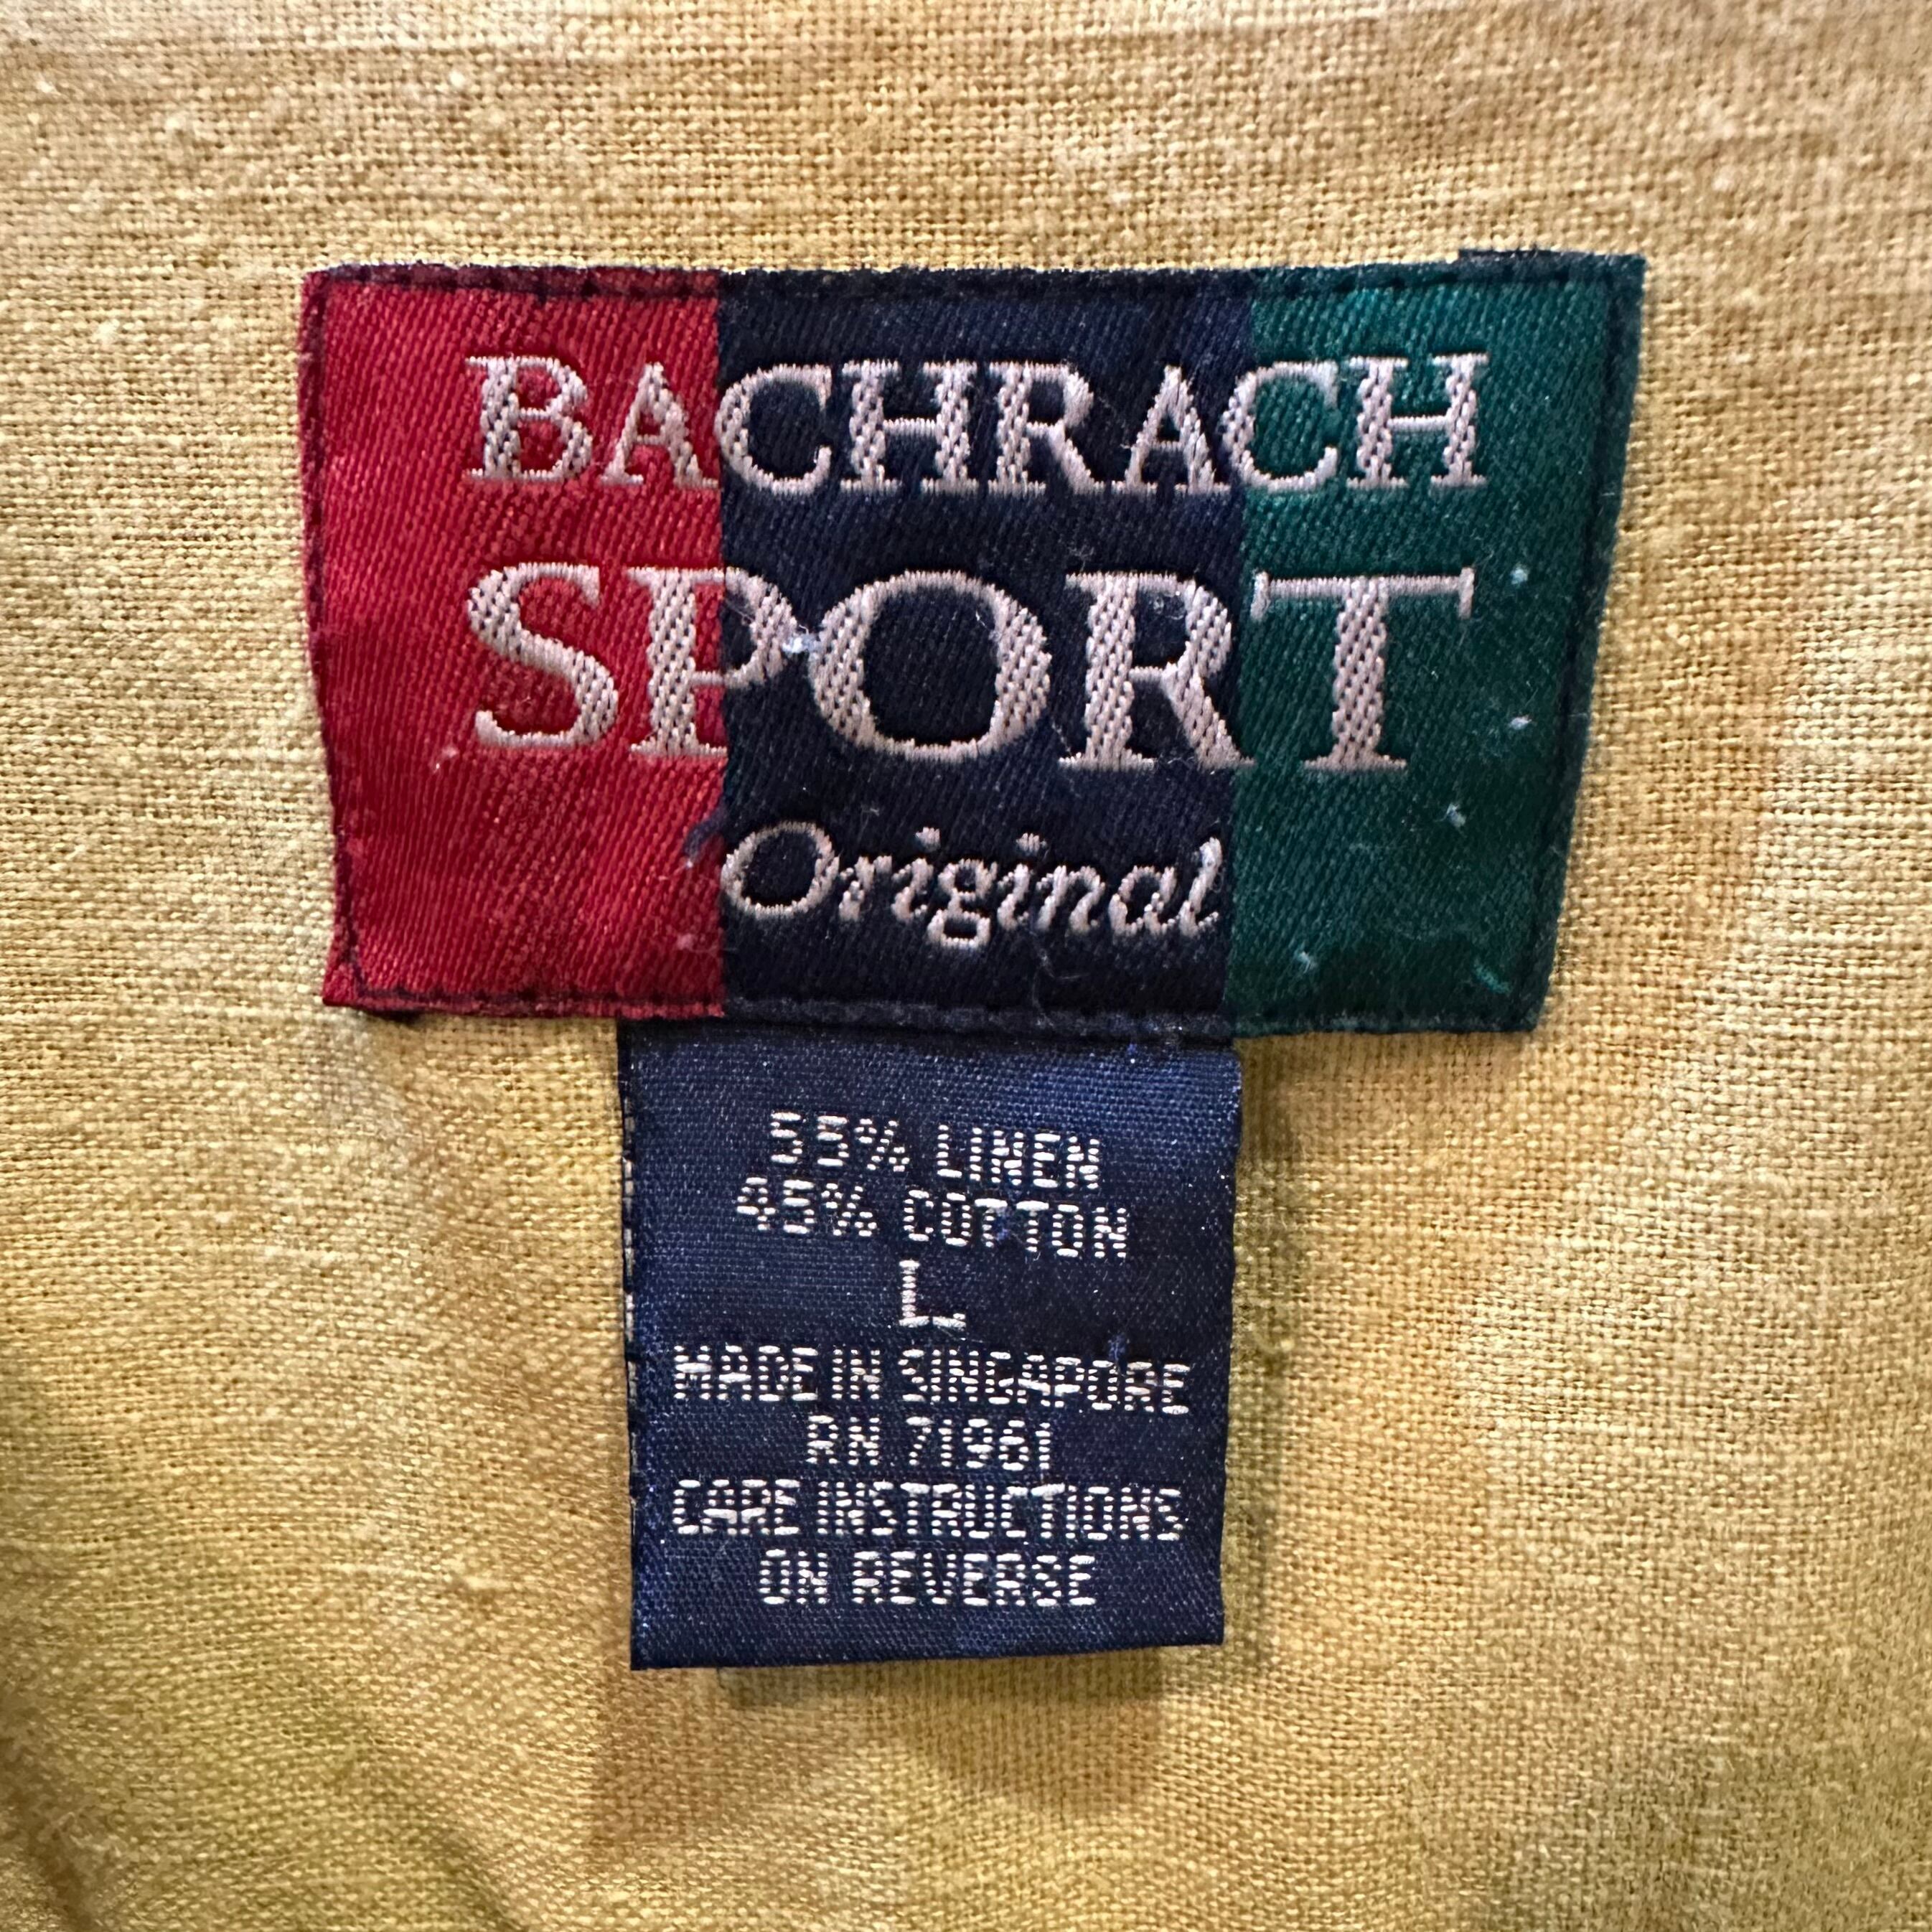 BACHRACH
SPORT
Original
55% LINEN
45% COTTON
L
MADE IN SINGAPORE
RN 71961
CARE INSTRUCTIONS
ON REVERSE